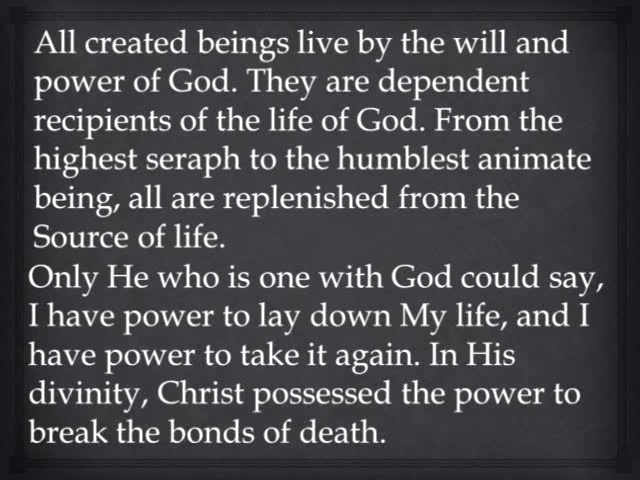 All created beings live by the will and
power of God. They are dependent
recipients of the life of God. From the
highest seraph to the humblest animate
being, all are replenished from the
Source of life.
Only He who is one with God could say,
I have power to lay down My life, and I
have power to take it again. In His
divinity, Christ possessed the power to
break the bonds of death.